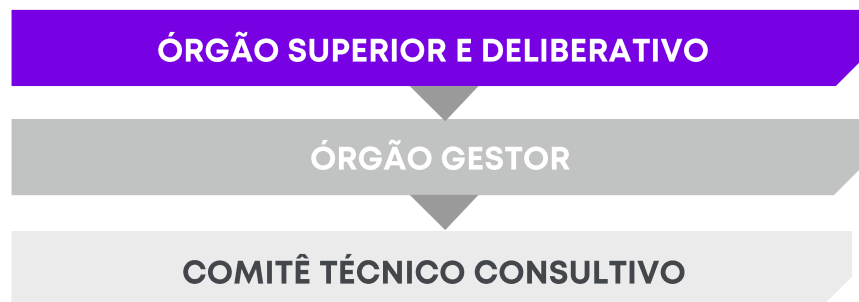 ÓRGÃO SUPERIOR E DELIBERATIVO
ÓRGÃO GESTOR
COMITÊ TÉCNICO CONSULTIVO